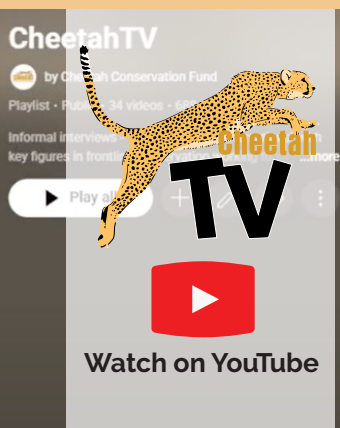 CheetahTV
by Cheetah Conservation Fund
Playlist • Public • 34 videos
Informal interviews
key figures in ...more
Play all
Cheetah
TV
Watch on YouTube